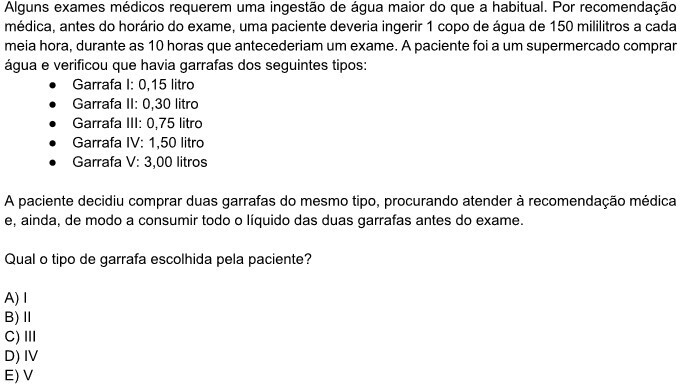 Alguns exames médicos requerem uma ingestão de água maior do que a habitual. Por recomendação
médica, antes do horário do exame, uma paciente deveria ingerir 1 copo de água de 150 mililitros a cada
meia hora, durante as 10 horas que antecederiam um exame. A paciente foi a um supermercado comprar
água e verificou que havia garrafas dos seguintes tipos:
● Garrafa I: 0,15 litro
● Garrafa II: 0,30 litro
● Garrafa III: 0,75 litro
● Garrafa IV: 1,50 litro
● Garrafa V: 3,00 litros
A paciente decidiu comprar duas garrafas do mesmo tipo, procurando atender à recomendação médica
e, ainda, de modo a consumir todo o líquido das duas garrafas antes do exame.
Qual o tipo de garrafa escolhida pela paciente?
A) I
B) II
C) III
D) IV
E) V